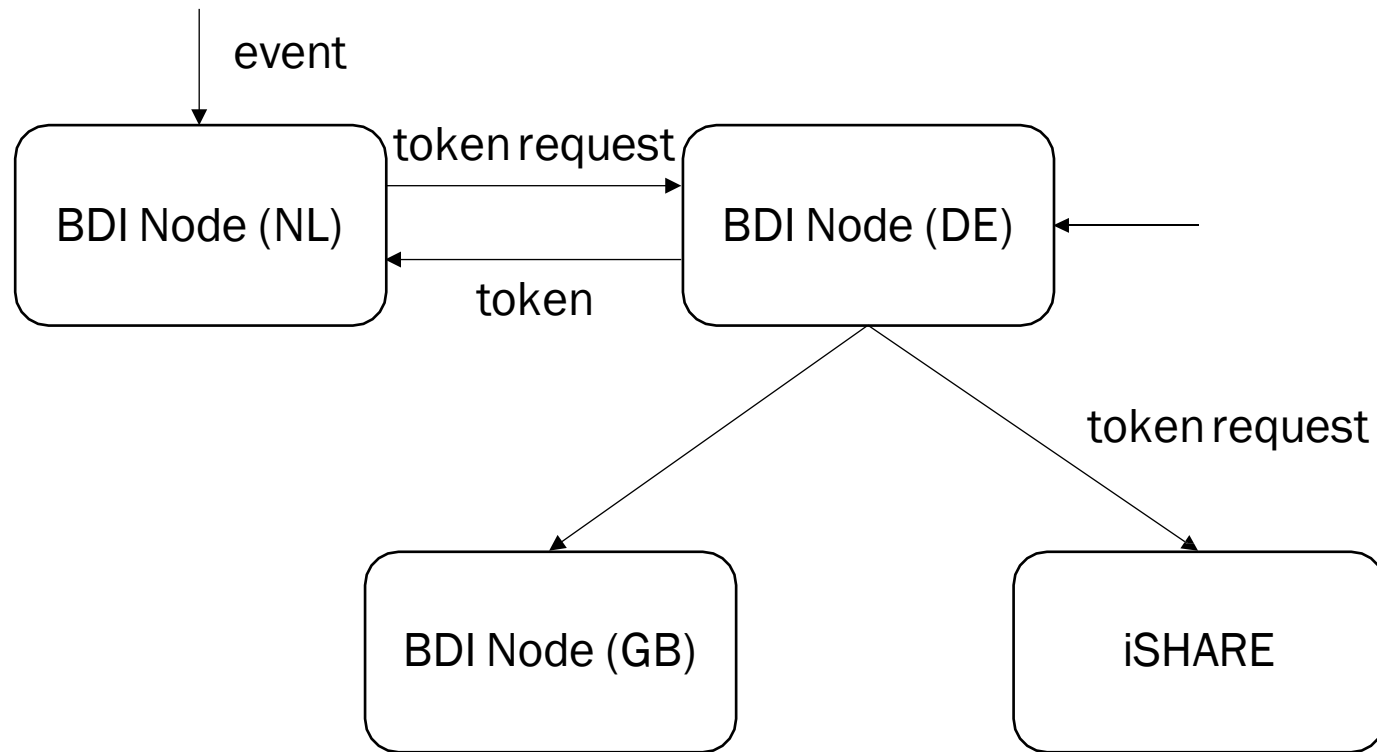 event
token request
BDI Node (NL)
BDI Node (DE)
token
token request
BDI Node (GB)
iSHARE